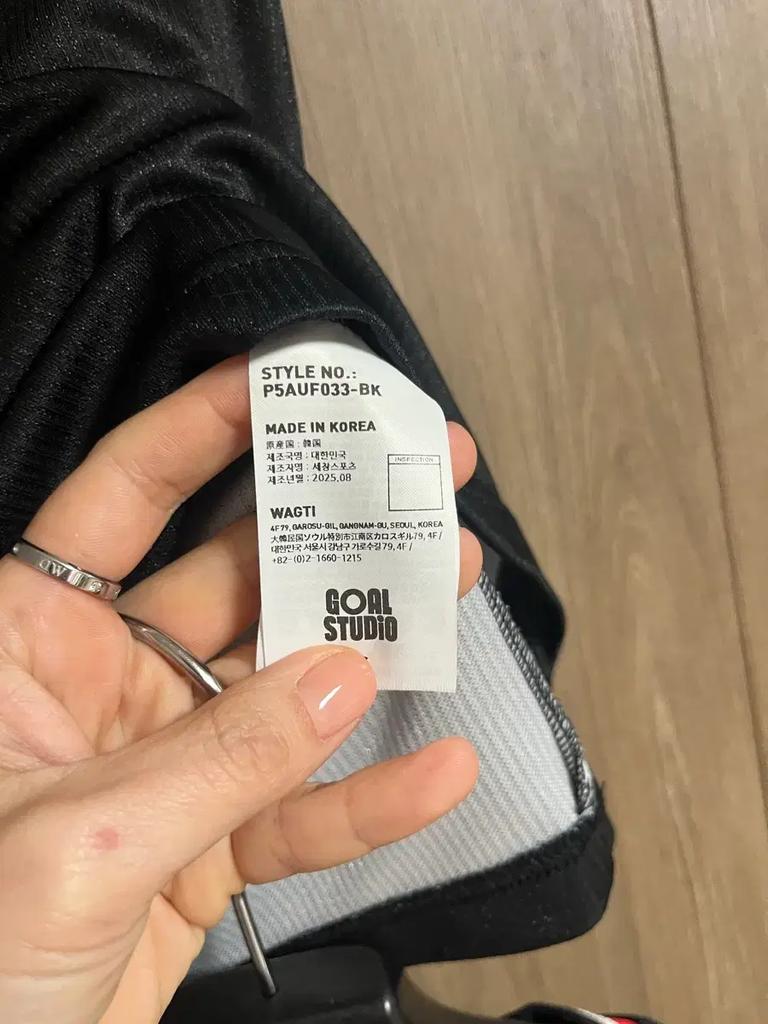 STYLE NO.:
P5AUF033-BK
MADE IN KOREA
原産国 : 韓国
제조국명 : 대한민국
제조자명 : 세창스포츠
제조년월 : 2025.08
INSPECTION
WAGTI
4F 79, GAROSU-GIL, GANGNAM-GU, SEOUL, KOREA
大韓民国ソウル特別市江南区カロスギル79, 4F /
대한민국 서울시 강남구 가로수길 79, 4F /
+82-(0)2-1660-1215
GOAL
STUDIO